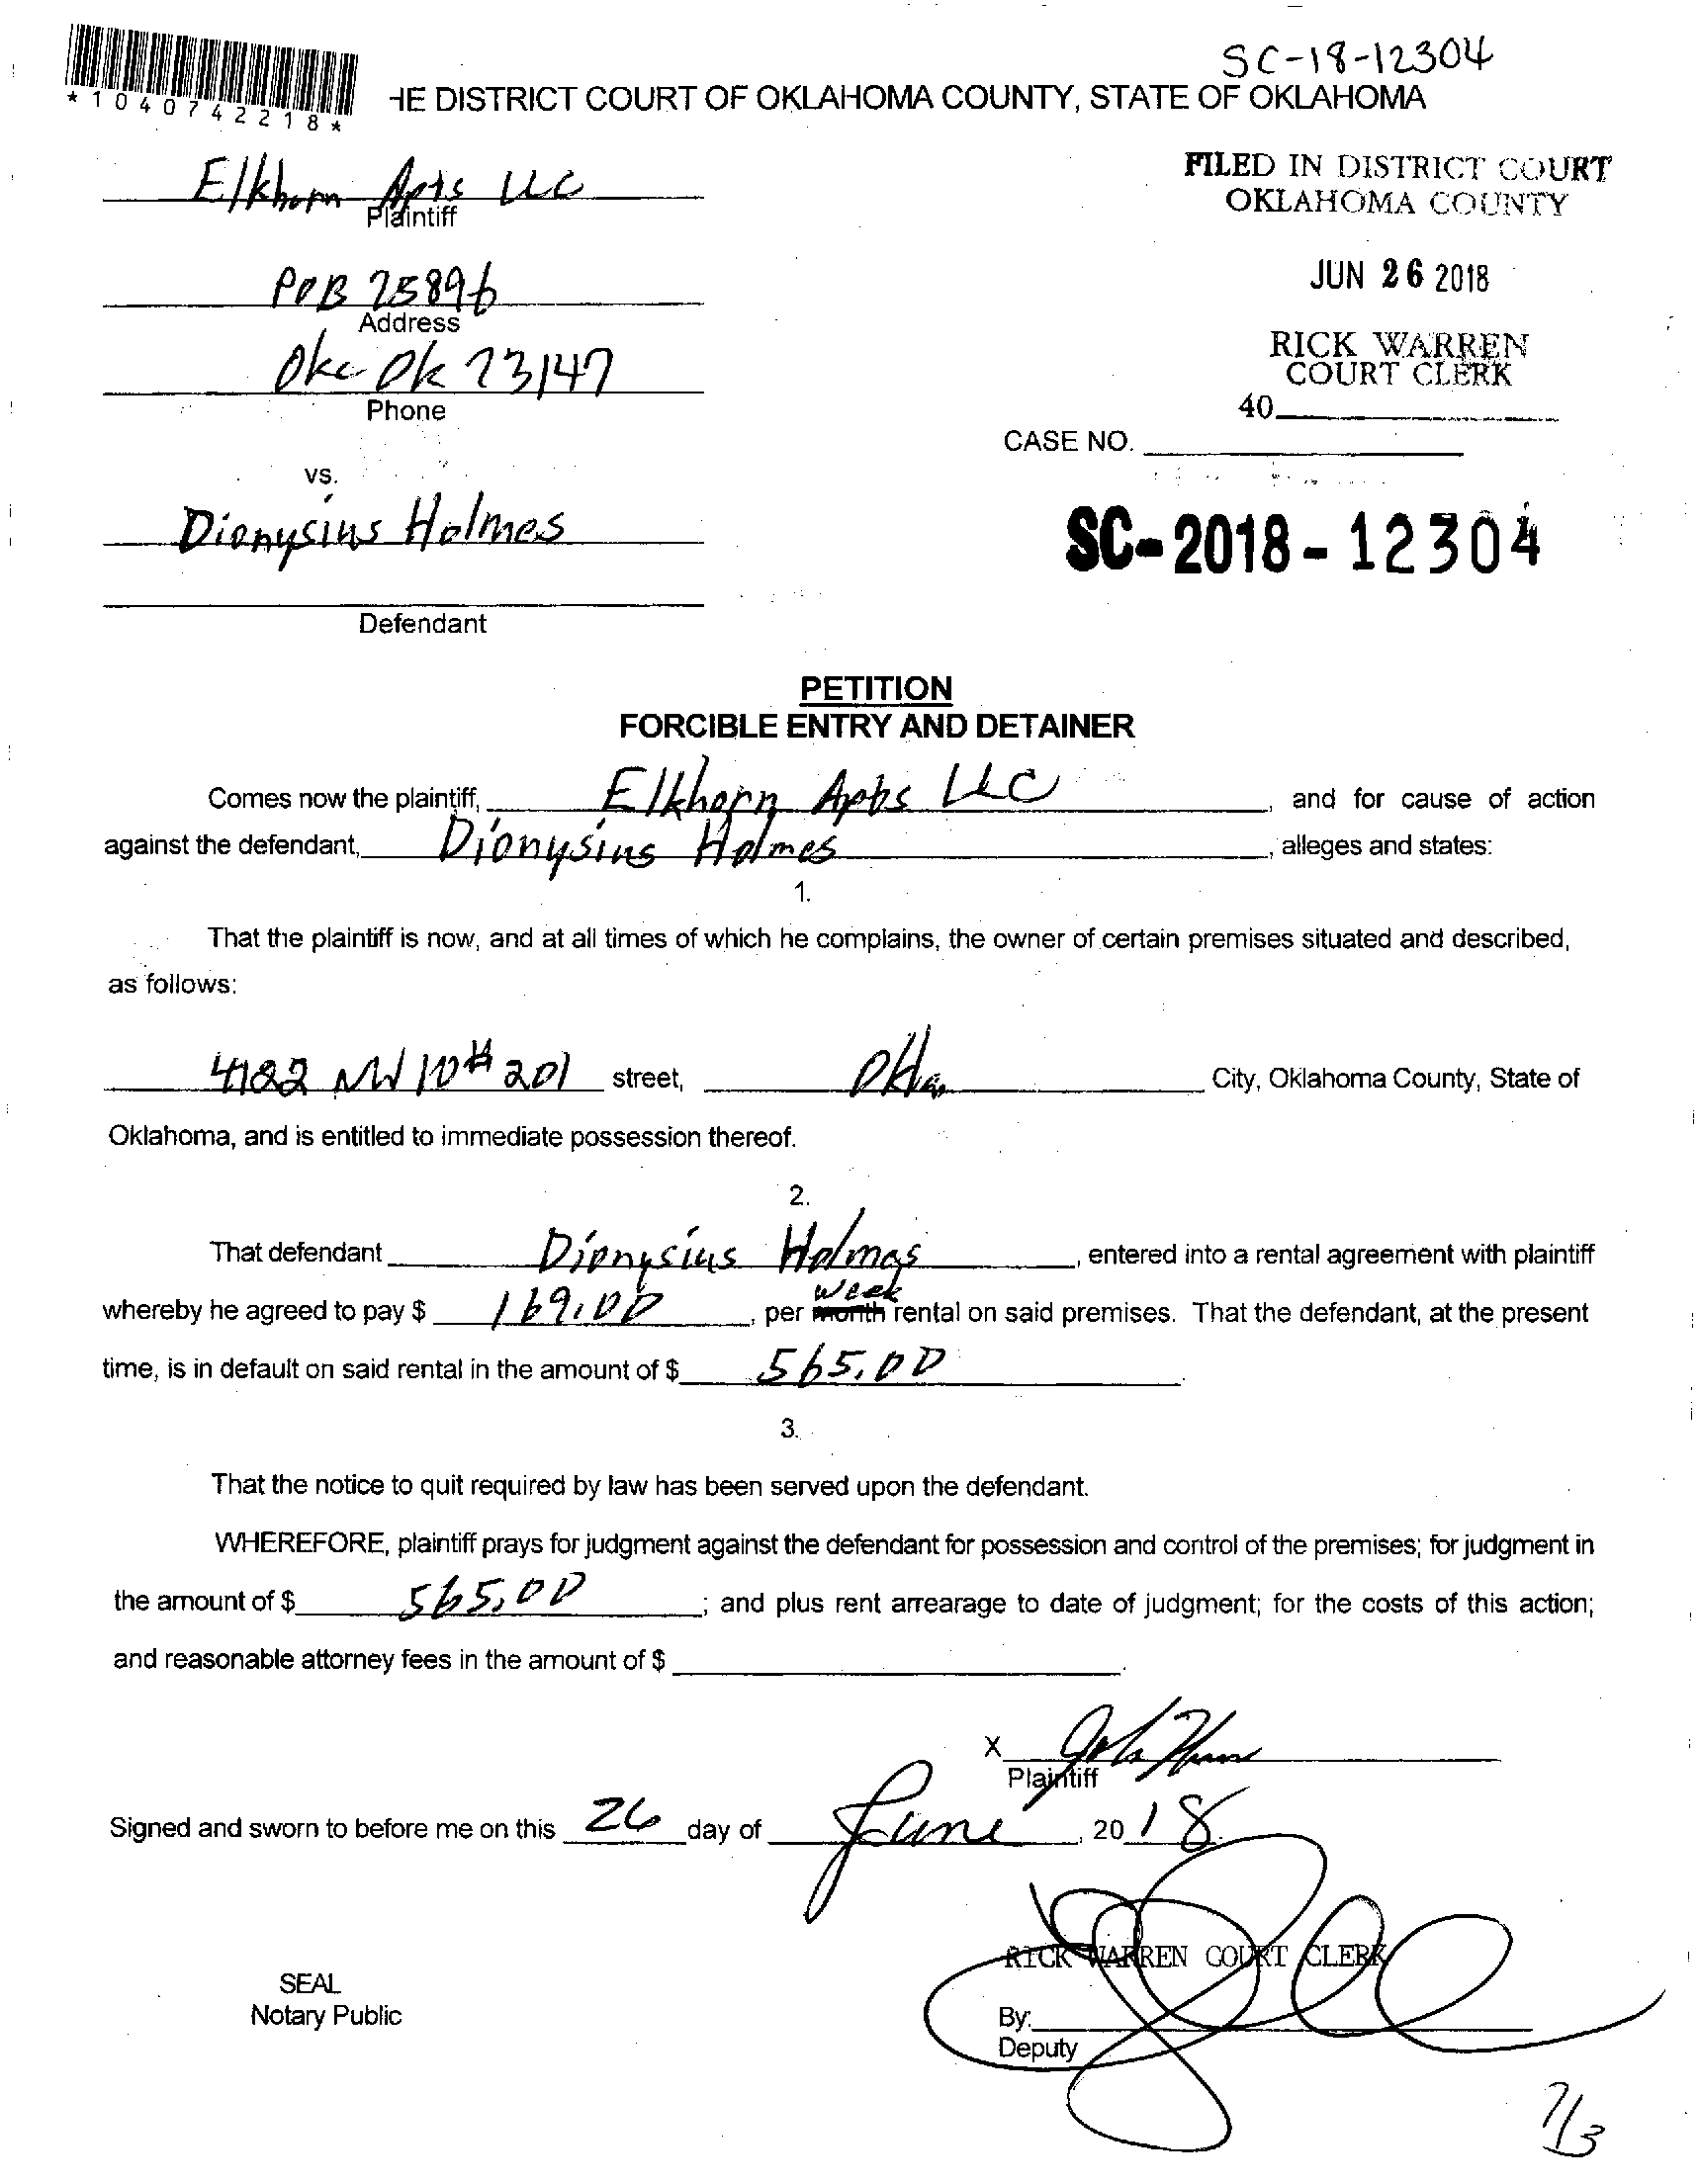 SC-18-12304
*1040742218*
HE DISTRICT COURT OF OKLAHOMA COUNTY, STATE OF OKLAHOMA
FILED IN DISTRICT COURT
OKLAHOMA COUNTY
JUN 26 2018
RICK WARREN
COURT CLERK
40
Elkhorn Apts LLC
Plaintiff
POB 25896
Address
Okc Ok 73147
Phone
CASE NO.
vs.
SC-2018-12304
Dionysius Holmes
Defendant
PETITION
FORCIBLE ENTRY AND DETAINER
Comes now the plaintiff, Elkhorn Apts LLC, and for cause of action
against the defendant, Dionysius Holmes, alleges and states:
1.
That the plaintiff is now, and at all times of which he complains, the owner of certain premises situated and described,
as follows:
4122 NW 10 # 201 street, Okla City, Oklahoma County, State of
Oklahoma, and is entitled to immediate possession thereof.
2.
That defendant Dionysius Holmes, entered into a rental agreement with plaintiff
week
whereby he agreed to pay $ 169.00, per month rental on said premises. That the defendant, at the present
time, is in default on said rental in the amount of $ 565.00.
3.
That the notice to quit required by law has been served upon the defendant.
WHEREFORE, plaintiff prays for judgment against the defendant for possession and control of the premises; for judgment in
the amount of $ 565.00; and plus rent arrearage to date of judgment; for the costs of this action;
and reasonable attorney fees in the amount of $.
X
Plaintiff
Signed and sworn to before me on this 26 day of June, 2018.
RICK WARREN COURT CLERK
SEAL
Notary Public
By:
Deputy
7/3